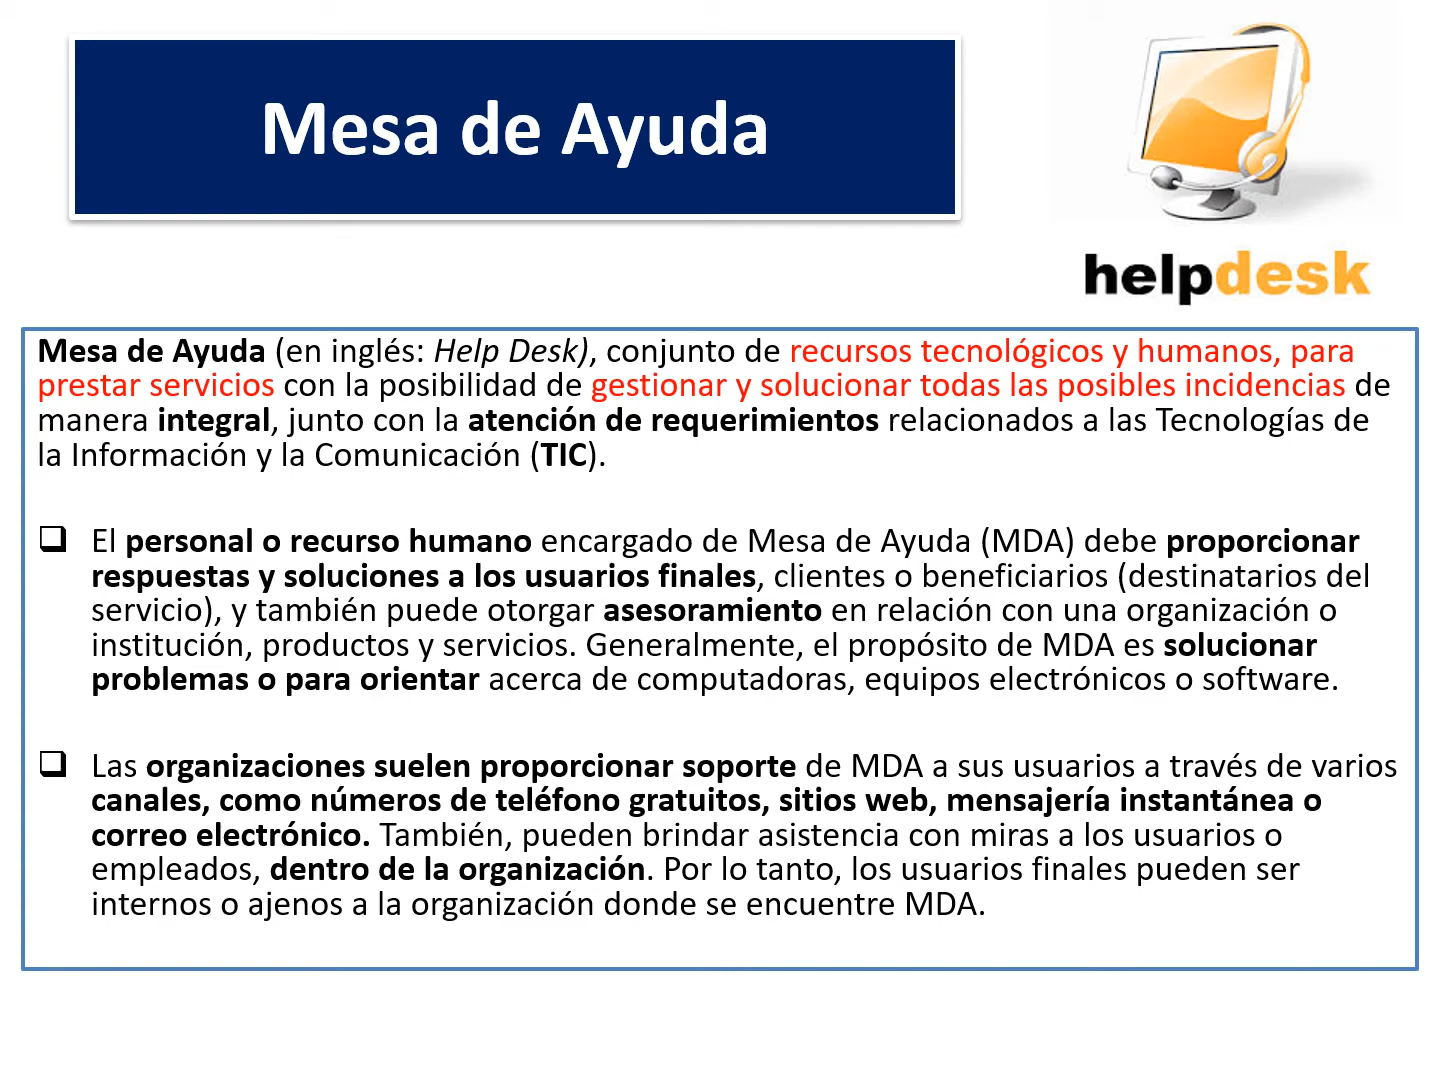 Mesa de Ayuda
helpdesk
Mesa de Ayuda (en inglés: Help Desk), conjunto de recursos tecnológicos y humanos, para
prestar servicios con la posibilidad de gestionar y solucionar todas las posibles incidencias de
manera integral, junto con la atención de requerimientos relacionados a las Tecnologías de
la Información y la Comunicación (TIC).
❑ El personal o recurso humano encargado de Mesa de Ayuda (MDA) debe proporcionar
respuestas y soluciones a los usuarios finales, clientes o beneficiarios (destinatarios del
servicio), y también puede otorgar asesoramiento en relación con una organización o
institución, productos y servicios. Generalmente, el propósito de MDA es solucionar
problemas o para orientar acerca de computadoras, equipos electrónicos o software.
❑ Las organizaciones suelen proporcionar soporte de MDA a sus usuarios a través de varios
canales, como números de teléfono gratuitos, sitios web, mensajería instantánea o
correo electrónico. También, pueden brindar asistencia con miras a los usuarios o
empleados, dentro de la organización. Por lo tanto, los usuarios finales pueden ser
internos o ajenos a la organización donde se encuentre MDA.